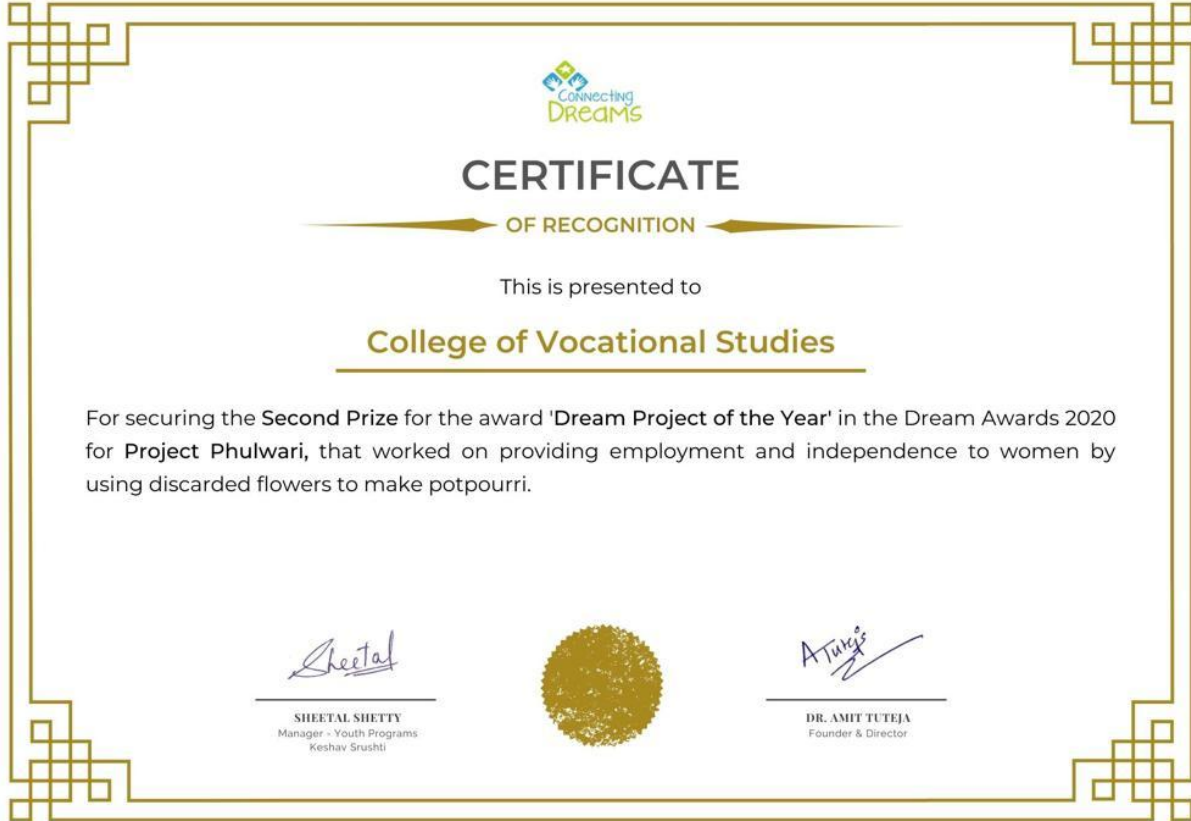 Connecting
Dreams
CERTIFICATE
OF RECOGNITION
This is presented to
College of Vocational Studies
For securing the Second Prize for the award 'Dream Project of the Year' in the Dream Awards 2020
for Project Phulwari, that worked on providing employment and independence to women by
using discarded flowers to make potpourri.
Sheetal
ATuteja
SHEETAL SHETTY
Manager - Youth Programs
Keshav Srushti
DR. AMIT TUTEJA
Founder & Director